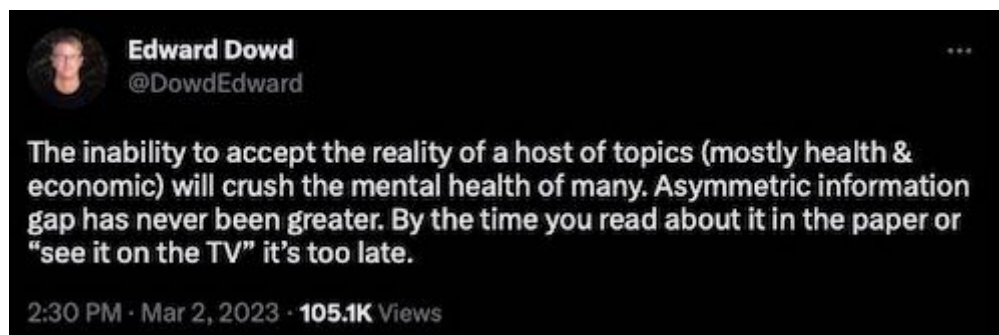 Edward Dowd
@DowdEdward
The inability to accept the reality of a host of topics (mostly health &
economic) will crush the mental health of many. Asymmetric information
gap has never been greater. By the time you read about it in the paper or
“see it on the TV” it’s too late.
2:30 PM · Mar 2, 2023 · 105.1K Views